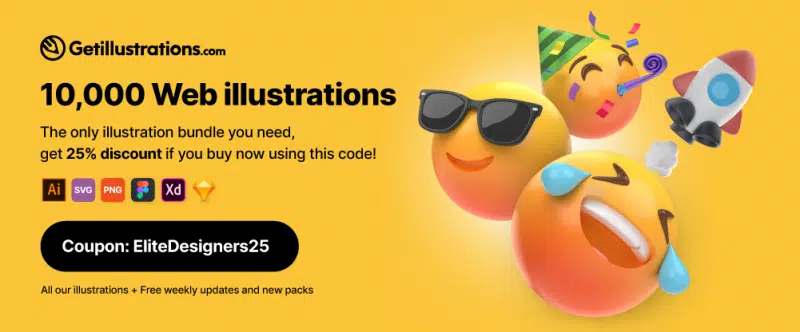 Getillustrations.com
10,000 Web illustrations
The only illustration bundle you need,
get 25% discount if you buy now using this code!
Ai SVG PNG Xd
Coupon: EliteDesigners25
All our illustrations + Free weekly updates and new packs